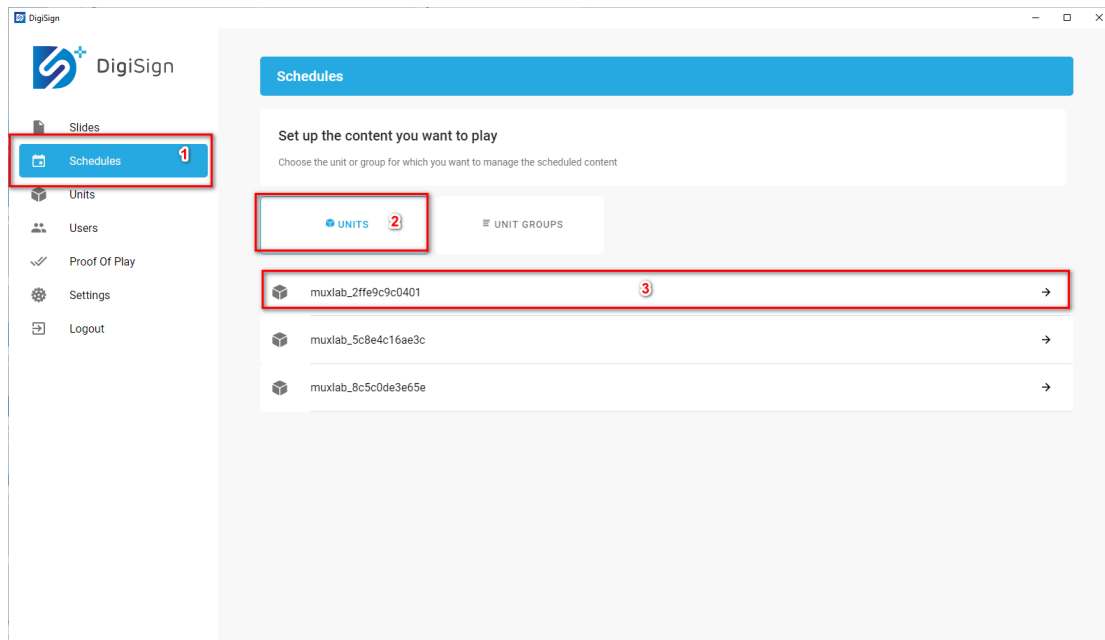 DigiSign
DigiSign
Slides
Schedules 1
Units
Users
Proof Of Play
Settings
Logout
Schedules
Set up the content you want to play
Choose the unit or group for which you want to manage the scheduled content
UNITS 2
UNIT GROUPS
muxlab_2ffe9c9c0401 3
muxlab_5c8e4c16ae3c
muxlab_8c5c0de3e65e